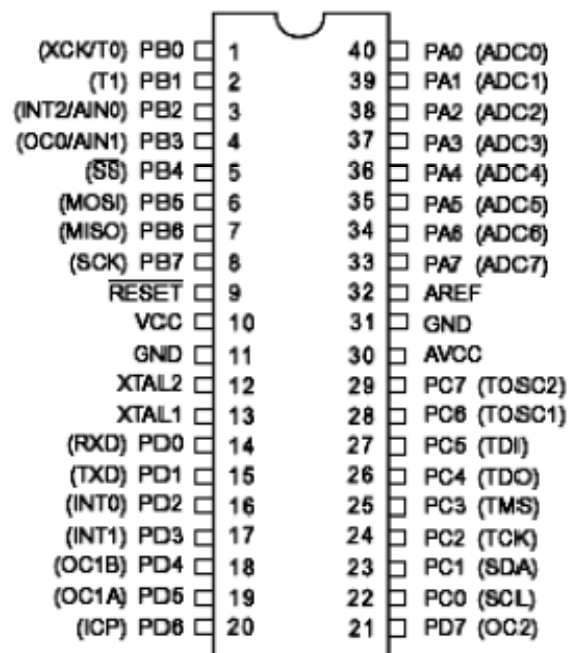 (XCK/T0) PB0 1 40 PA0 (ADC0)
(T1) PB1 2 39 PA1 (ADC1)
(INT2/AIN0) PB2 3 38 PA2 (ADC2)
(OC0/AIN1) PB3 4 37 PA3 (ADC3)
(S̅S̅) PB4 5 36 PA4 (ADC4)
(MOSI) PB5 6 35 PA5 (ADC5)
(MISO) PB6 7 34 PA6 (ADC6)
(SCK) PB7 8 33 PA7 (ADC7)
R̅E̅S̅E̅T̅ 9 32 AREF
VCC 10 31 GND
GND 11 30 AVCC
XTAL2 12 29 PC7 (TOSC2)
XTAL1 13 28 PC6 (TOSC1)
(RXD) PD0 14 27 PC5 (TDI)
(TXD) PD1 15 26 PC4 (TDO)
(INT0) PD2 16 25 PC3 (TMS)
(INT1) PD3 17 24 PC2 (TCK)
(OC1B) PD4 18 23 PC1 (SDA)
(OC1A) PD5 19 22 PC0 (SCL)
(ICP) PD6 20 21 PD7 (OC2)